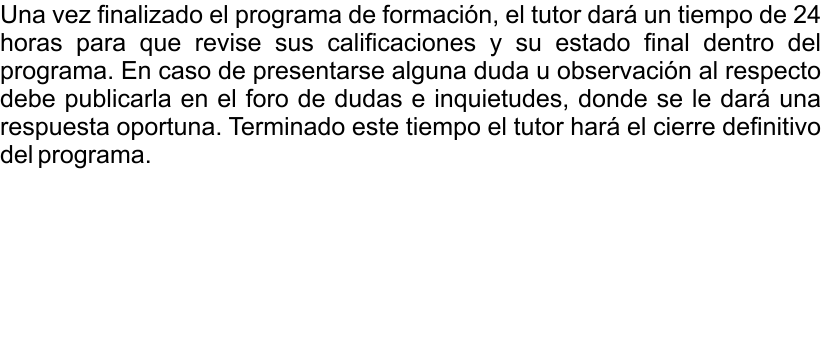 Una vez finalizado el programa de formación, el tutor dará un tiempo de 24
horas para que revise sus calificaciones y su estado final dentro del
programa. En caso de presentarse alguna duda u observación al respecto
debe publicarla en el foro de dudas e inquietudes, donde se le dará una
respuesta oportuna. Terminado este tiempo el tutor hará el cierre definitivo
del programa.